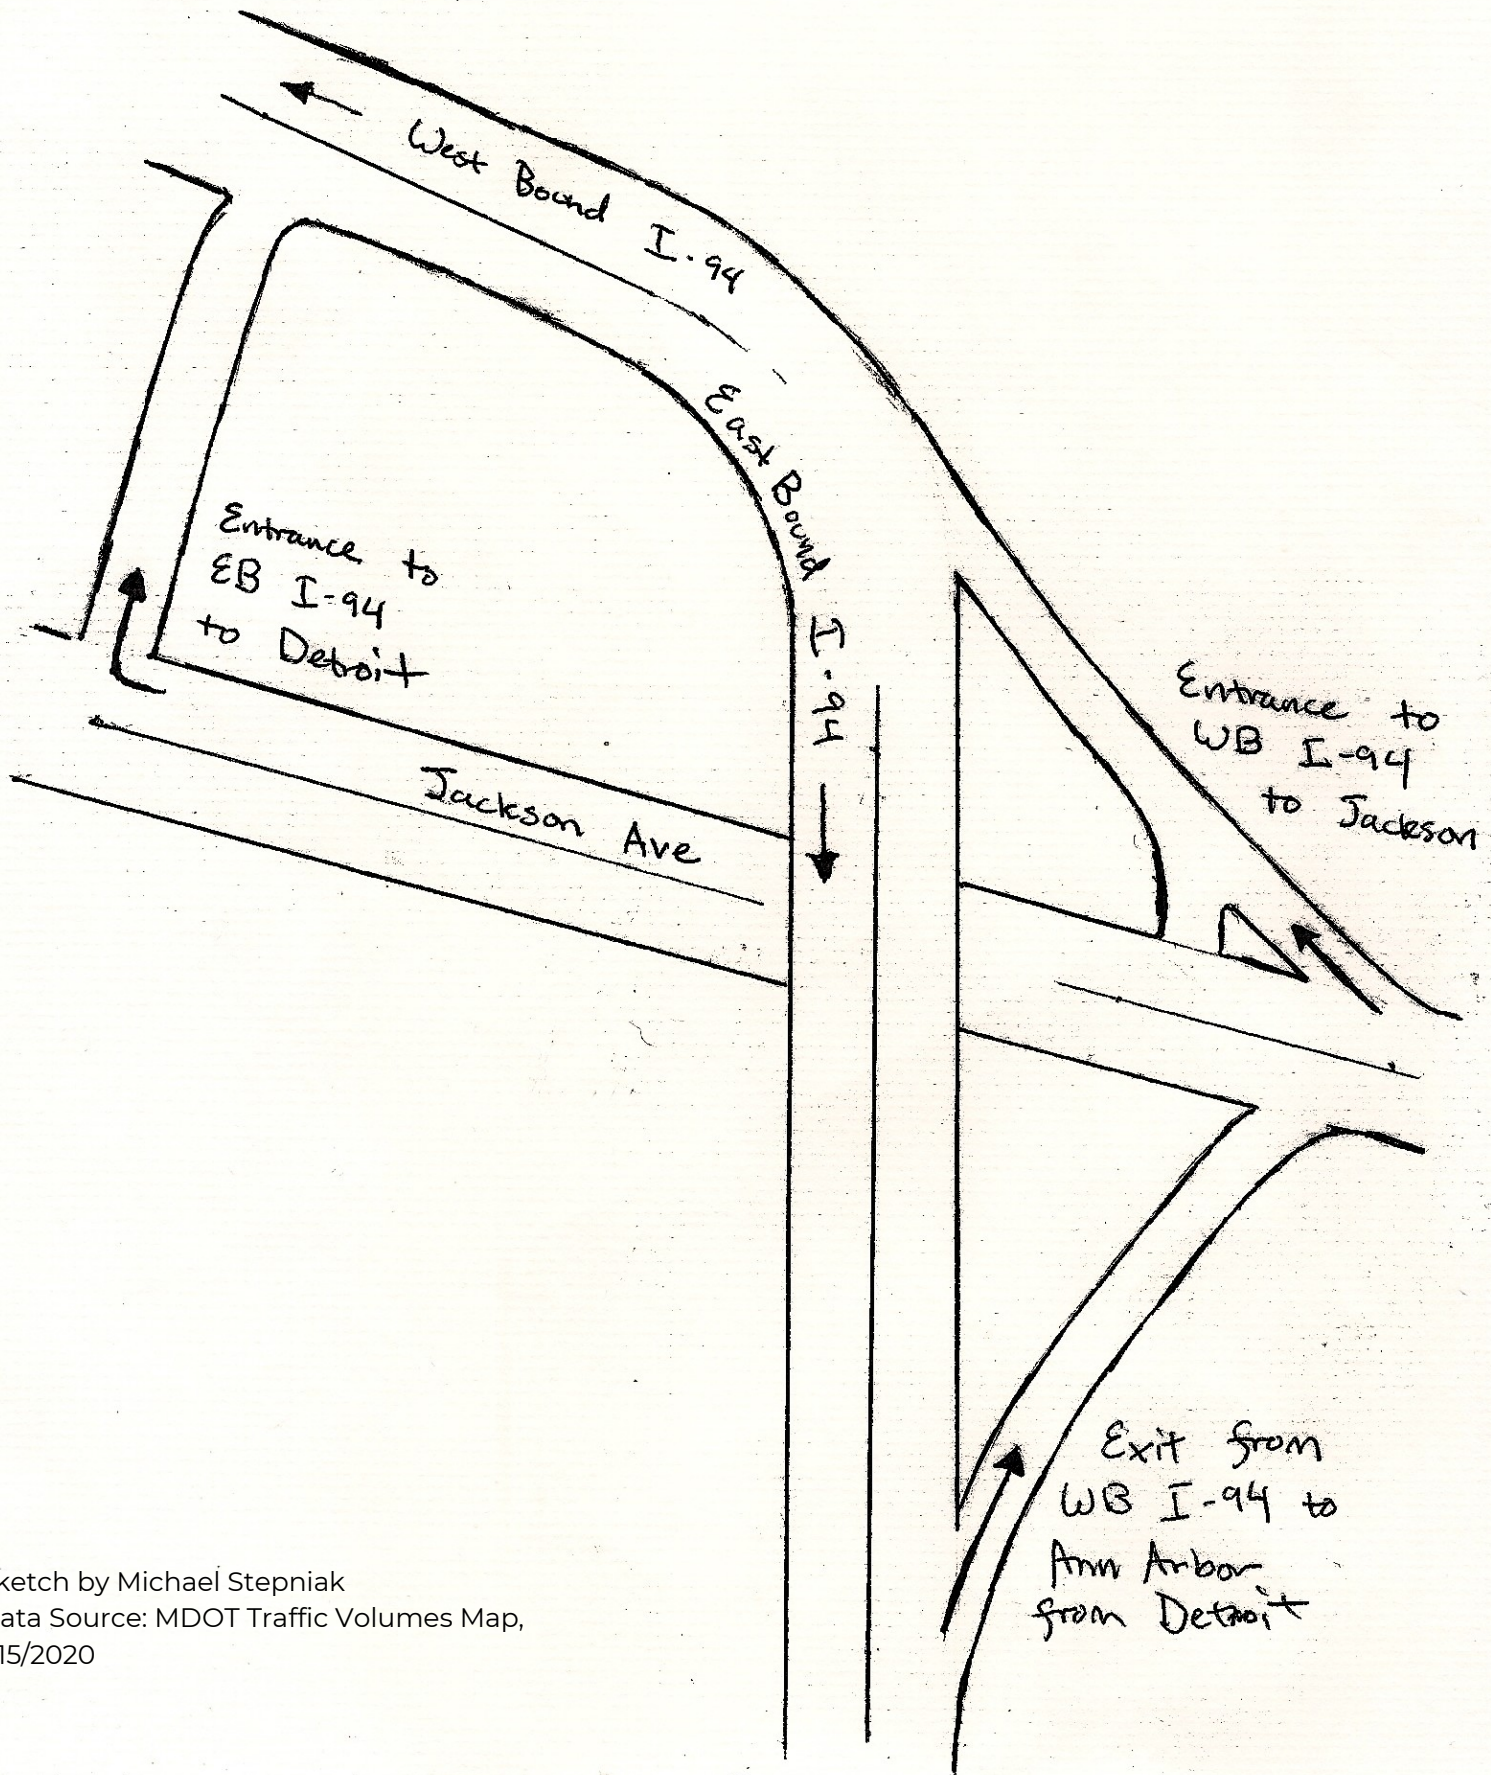 West Bound I-94
East Bound I-94
Entrance to
EB I-94
to Detroit
Entrance to
WB I-94
to Jackson
Jackson Ave
Exit from
WB I-94 to
Ann Arbor
from Detroit
ketch by Michael Stepniak
ata Source: MDOT Traffic Volumes Map,
15/2020